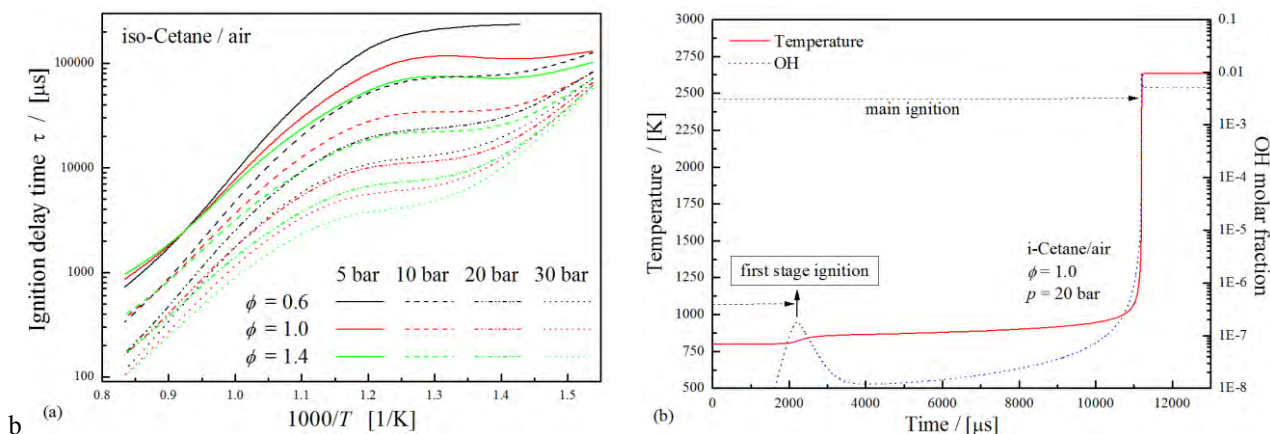 iso-Cetane / air
Ignition delay time τ / [µs]
100000
10000
1000
100
5 bar 10 bar 20 bar 30 bar
ϕ = 0.6
ϕ = 1.0
ϕ = 1.4
0.8 0.9 1.0 1.1 1.2 1.3 1.4 1.5
1000/T [1/K]
b (a)
Temperature / [K]
3000
2750
2500
2250
2000
1750
1500
1250
1000
750
500
Temperature
OH
main ignition
first stage ignition
i-Cetane/air
ϕ = 1.0
p = 20 bar
0 2000 4000 6000 8000 10000 12000
Time / [µs]
0.1
0.01
1E-3
1E-4
1E-5
1E-6
1E-7
1E-8
OH molar fraction
(b)